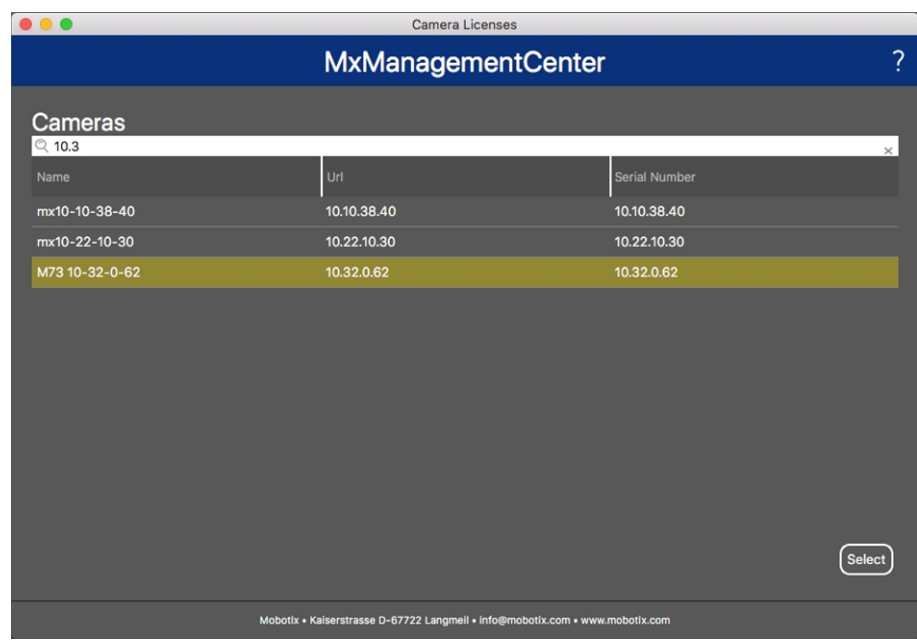 Camera Licenses
MxManagementCenter
?
Cameras
10.3
Name Url Serial Number
mx10-10-38-40 10.10.38.40 10.10.38.40
mx10-22-10-30 10.22.10.30 10.22.10.30
M73 10-32-0-62 10.32.0.62 10.32.0.62
Select
Mobotix • Kaiserstrasse D-67722 Langmeil • info@mobotix.com • www.mobotix.com